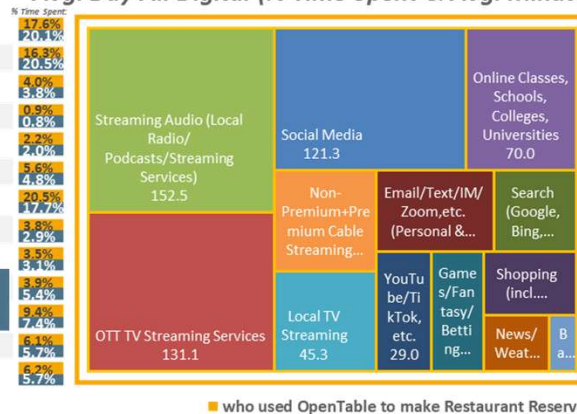 % Time Spent:
17.6%
20.1%
16.3%
20.5%
4.0%
3.8%
0.9%
0.8%
2.2%
2.0%
5.6%
4.8%
20.5%
17.7%
3.8%
2.9%
3.5%
3.1%
3.9%
5.4%
9.4%
7.4%
6.1%
5.7%
6.2%
5.7%
Streaming Audio (Local
Radio/
Podcasts/Streaming
Services)
152.5
Social Media
121.3
Online Classes,
Schools,
Colleges,
Universities
70.0
OTT TV Streaming Services
131.1
Non-
Premium+Pre
mium Cable
Streaming...
Local TV
Streaming
45.3
Email/Text/IM/
Zoom,etc.
(Personal &...
Search
(Google,
Bing,...
YouTu
be/Ti
kTok,
etc.
29.0
Game
s/Fan
tasy/
Betti
ng...
Shopping
(incl....
News/
Weat...
B
a...
who used OpenTable to make Restaurant Reserv